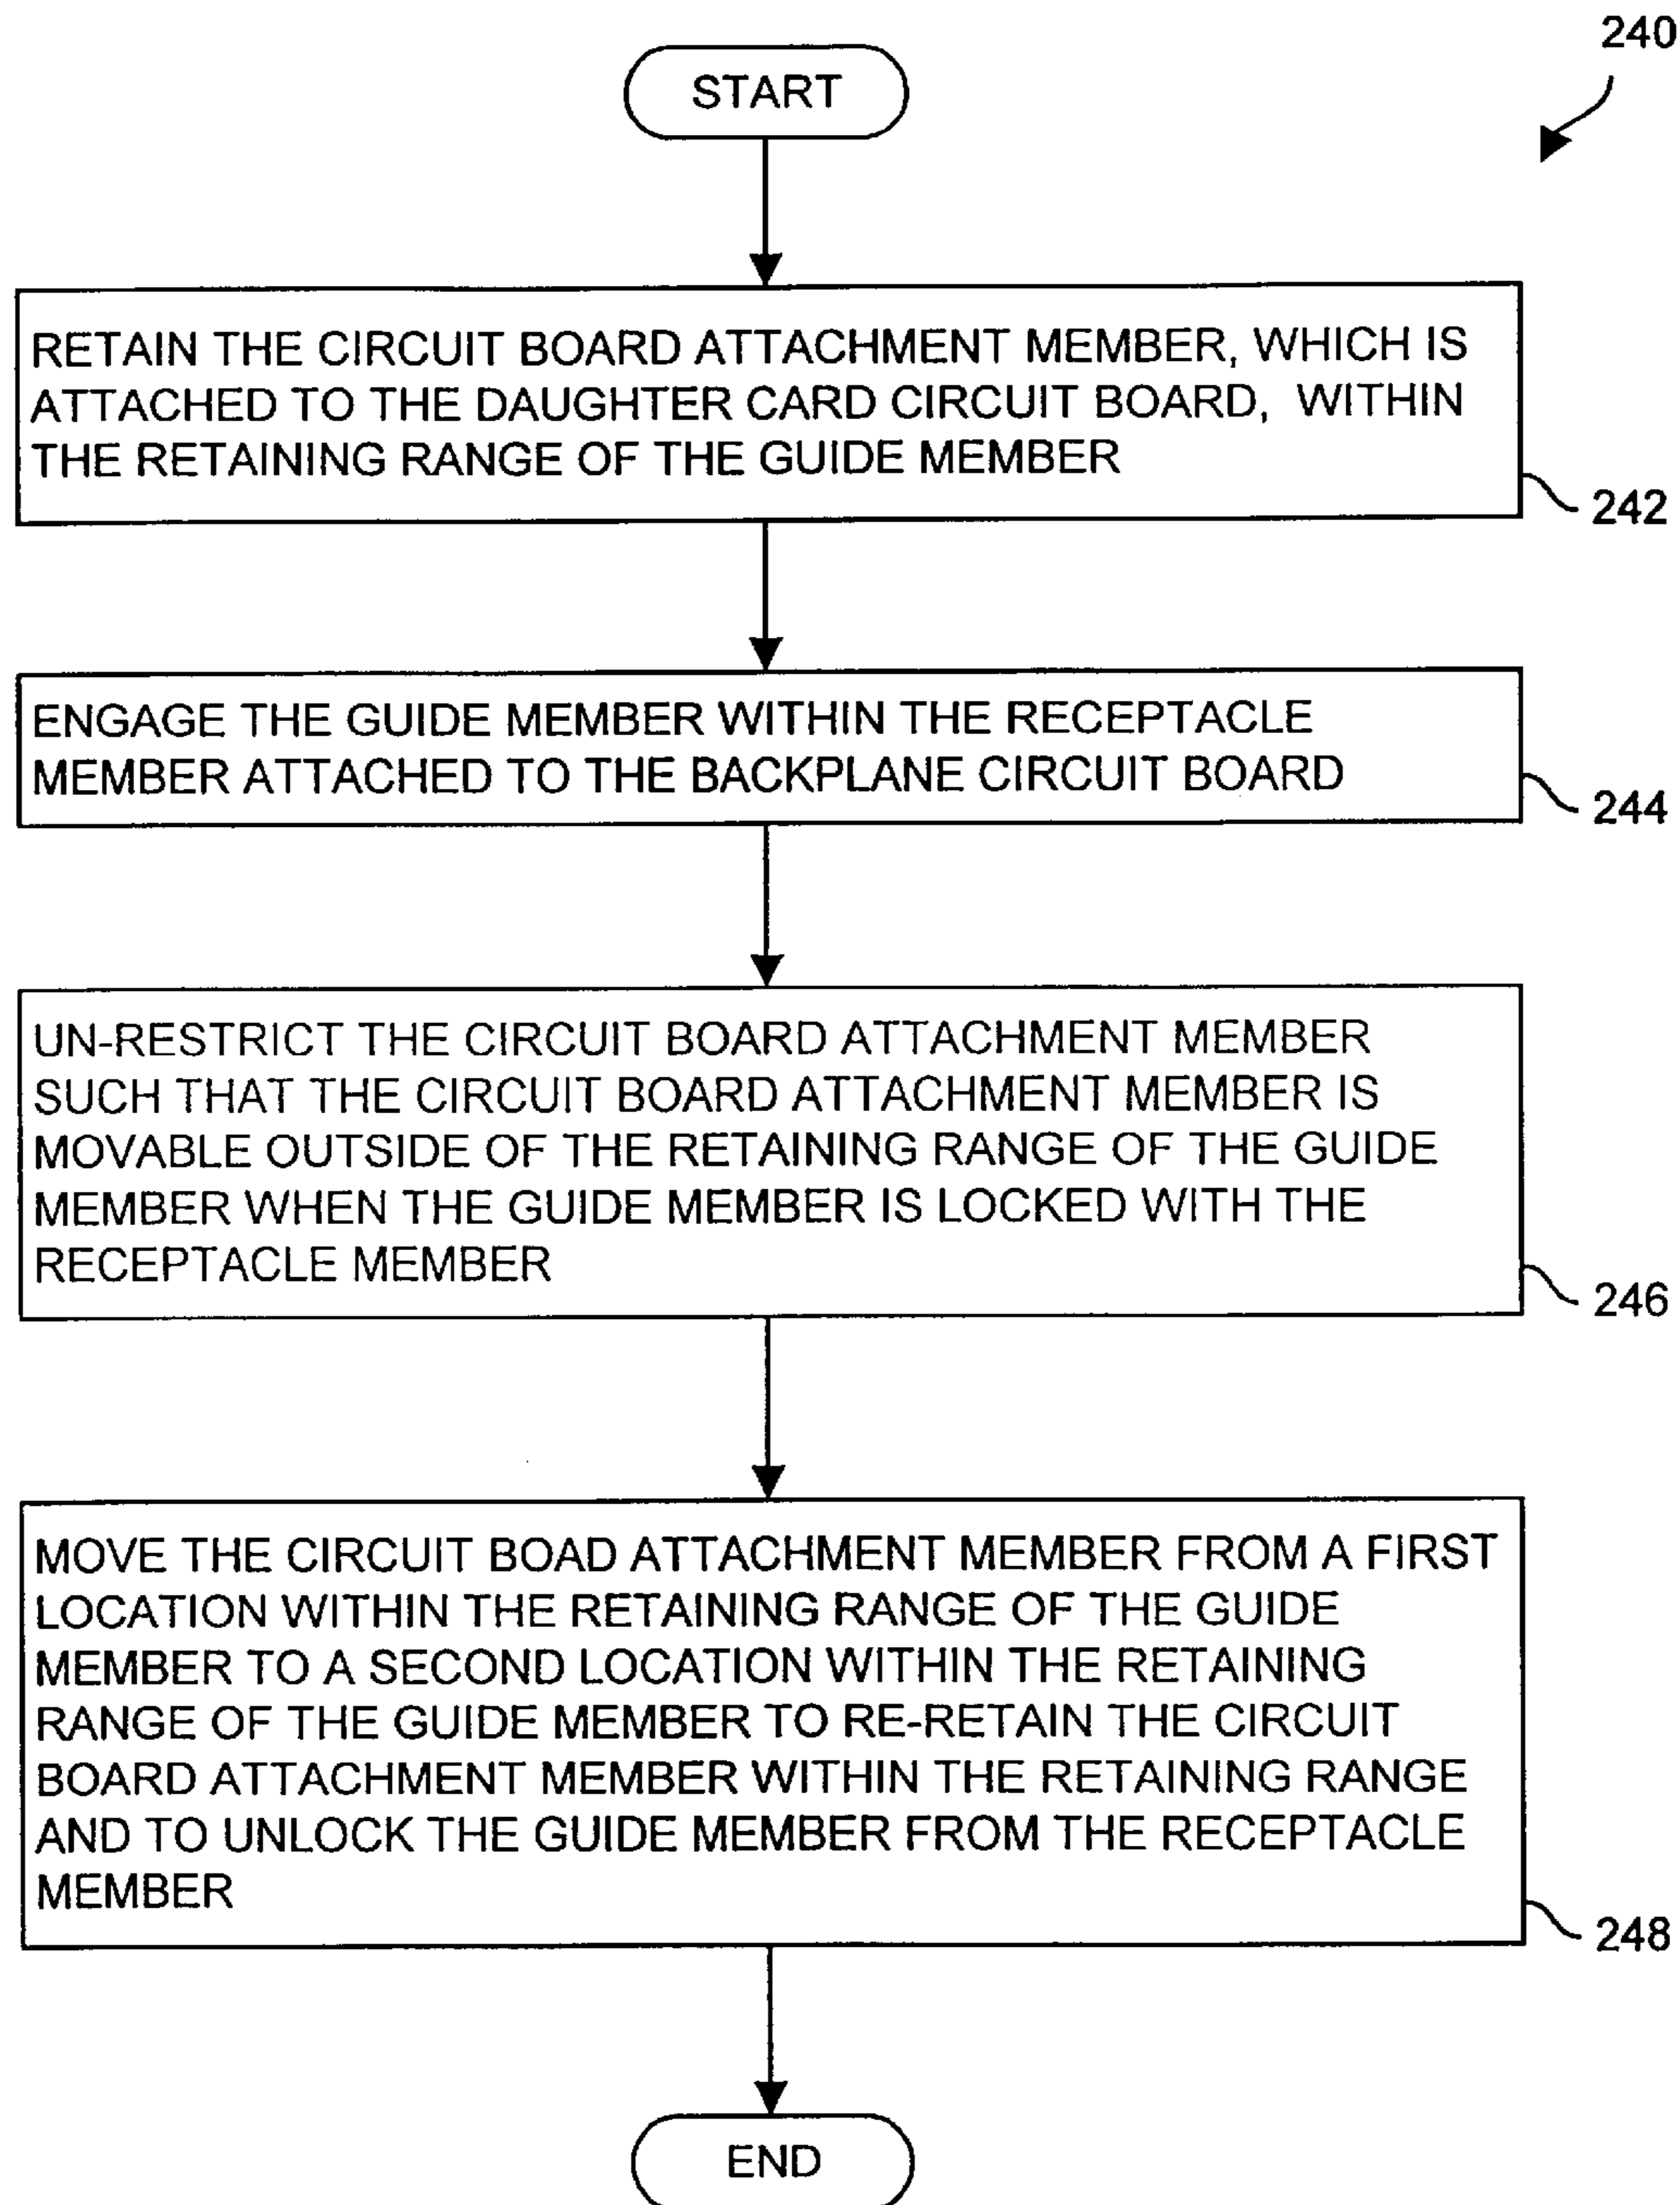 240
START
RETAIN THE CIRCUIT BOARD ATTACHMENT MEMBER, WHICH IS
ATTACHED TO THE DAUGHTER CARD CIRCUIT BOARD, WITHIN
THE RETAINING RANGE OF THE GUIDE MEMBER
242
ENGAGE THE GUIDE MEMBER WITHIN THE RECEPTACLE
MEMBER ATTACHED TO THE BACKPLANE CIRCUIT BOARD
244
UN-RESTRICT THE CIRCUIT BOARD ATTACHMENT MEMBER
SUCH THAT THE CIRCUIT BOARD ATTACHMENT MEMBER IS
MOVABLE OUTSIDE OF THE RETAINING RANGE OF THE GUIDE
MEMBER WHEN THE GUIDE MEMBER IS LOCKED WITH THE
RECEPTACLE MEMBER
246
MOVE THE CIRCUIT BOAD ATTACHMENT MEMBER FROM A FIRST
LOCATION WITHIN THE RETAINING RANGE OF THE GUIDE
MEMBER TO A SECOND LOCATION WITHIN THE RETAINING
RANGE OF THE GUIDE MEMBER TO RE-RETAIN THE CIRCUIT
BOARD ATTACHMENT MEMBER WITHIN THE RETAINING RANGE
AND TO UNLOCK THE GUIDE MEMBER FROM THE RECEPTACLE
MEMBER
248
END